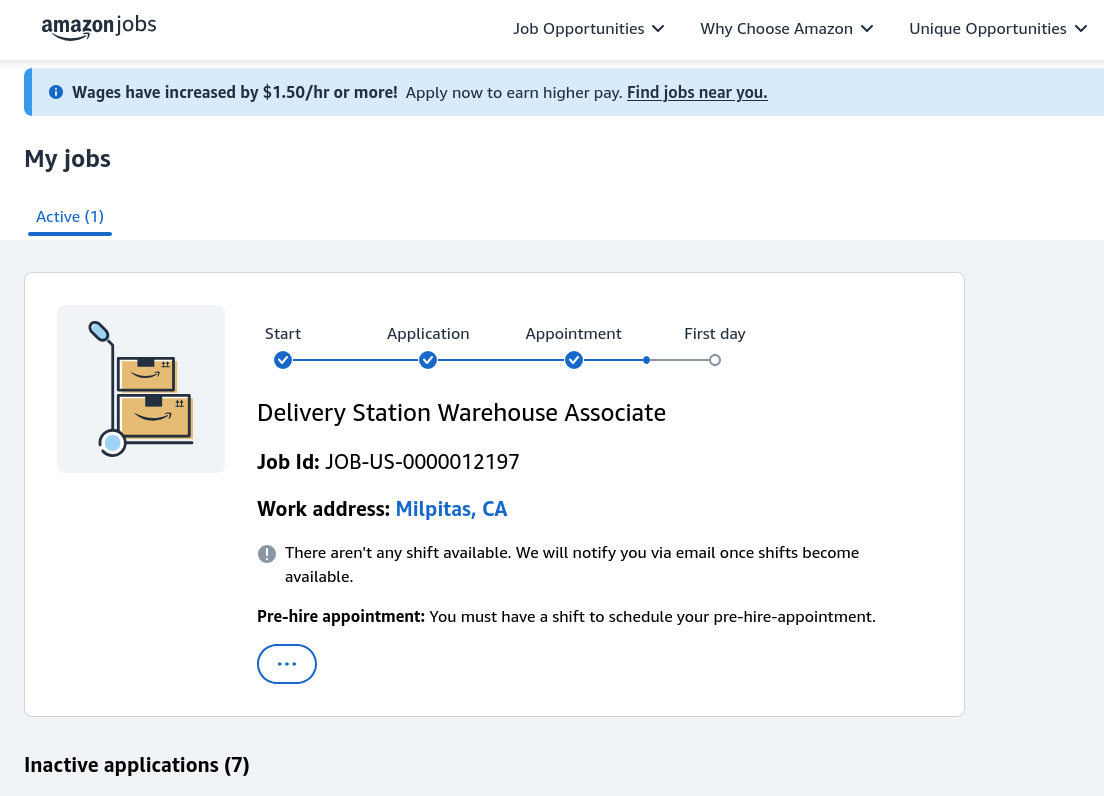 amazon jobs
Job Opportunities
Why Choose Amazon
Unique Opportunities
Wages have increased by $1.50/hr or more! Apply now to earn higher pay. Find jobs near you.
My jobs
Active (1)
Start
Application
Appointment
First day
Delivery Station Warehouse Associate
Job Id: JOB-US-0000012197
Work address: Milpitas, CA
There aren't any shift available. We will notify you via email once shifts become
available.
Pre-hire appointment: You must have a shift to schedule your pre-hire-appointment.
Inactive applications (7)